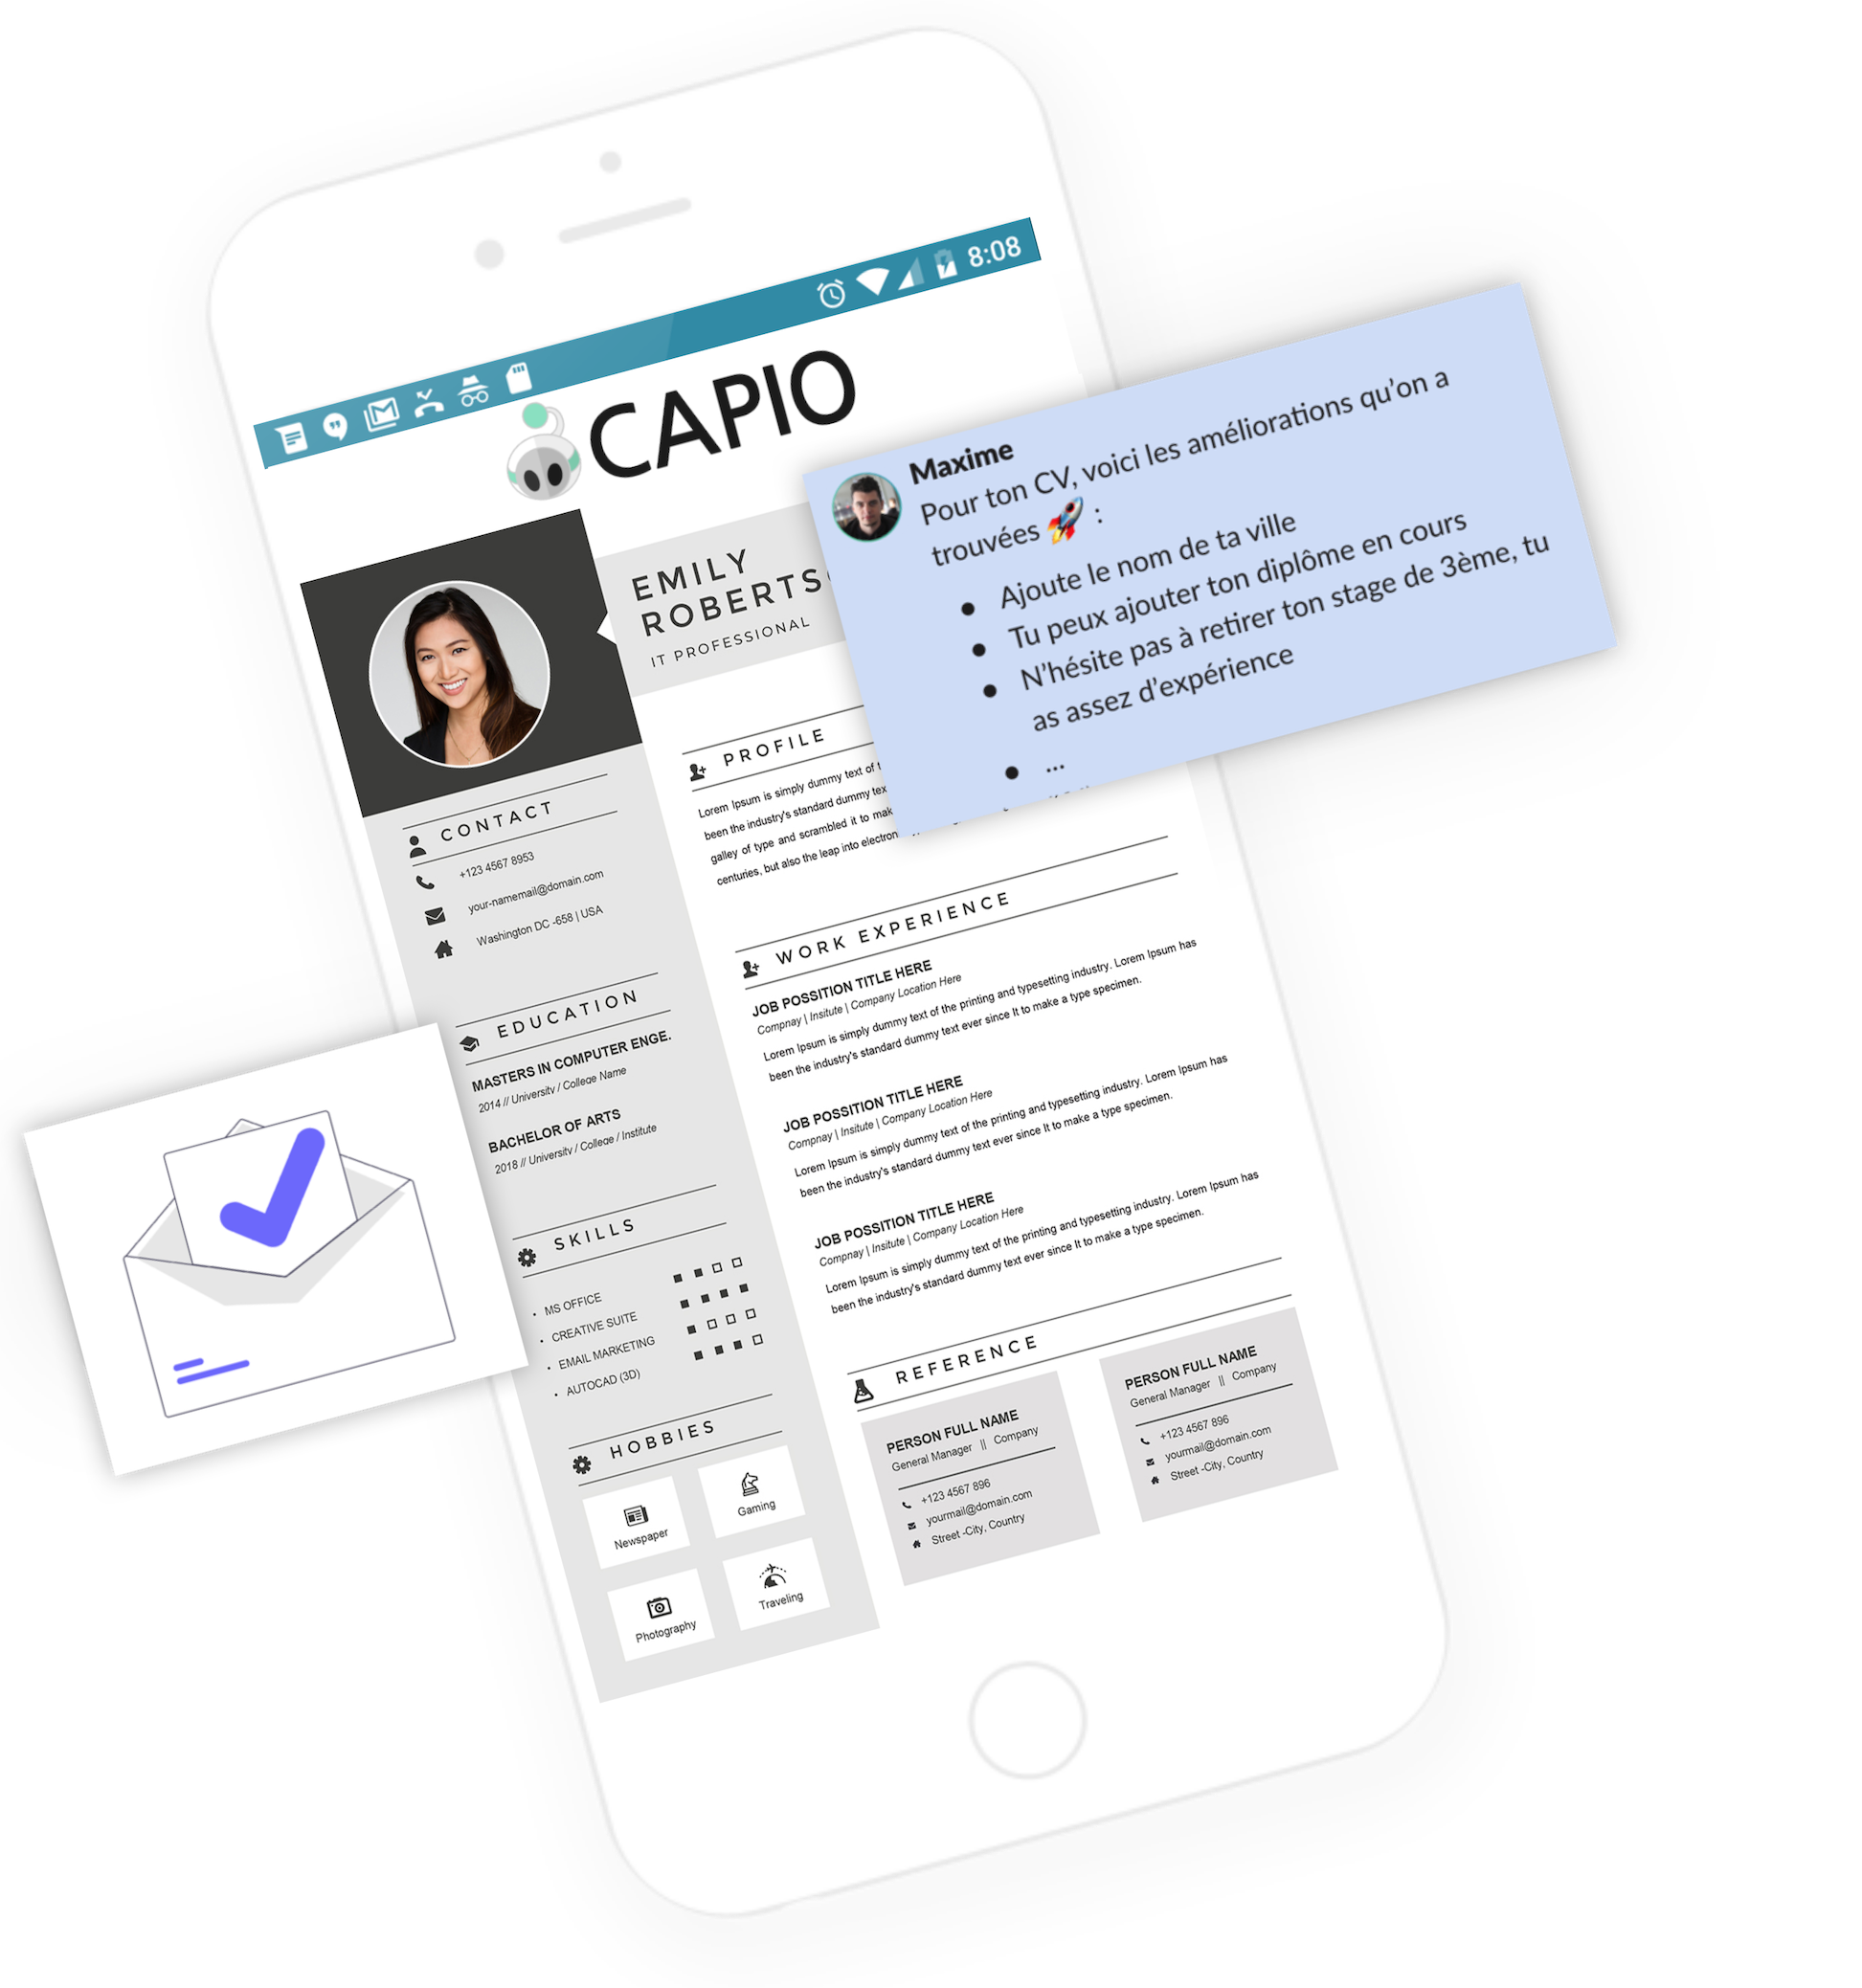 8:08
CAPIO
Maxime
Pour ton CV, voici les améliorations qu'on a
trouvées 🚀 :
● Ajoute le nom de ta ville
● Tu peux ajouter ton diplôme en cours
● N'hésite pas à retirer ton stage de 3ème, tu
as assez d'expérience
● ...
EMILY
ROBERTS
IT PROFESSIONAL
CONTACT
+123 4567 8953
your-namemail@domain.com
Washington DC -658 | USA
EDUCATION
MASTERS IN COMPUTER ENGE.
2014 // University / College Name
BACHELOR OF ARTS
2018 // University / College / Institute
SKILLS
• MS OFFICE
• CREATIVE SUITE
• EMAIL MARKETING
• AUTOCAD (3D)
HOBBIES
Newspaper
Gaming
Photography
Traveling
PROFILE
Lorem Ipsum is simply dummy text of
been the industry's standard dummy
galley of type and scrambled it to
centuries, but also the leap into
WORK EXPERIENCE
JOB POSSITION TITLE HERE
Compnay | Insitute | Company Location Here
Lorem Ipsum is simply dummy text of the printing and typesetting industry. Lorem Ipsum has
been the industry's standard dummy text ever since It to make a type specimen.
JOB POSSITION TITLE HERE
Compnay | Insitute | Company Location Here
Lorem Ipsum is simply dummy text of the printing and typesetting industry. Lorem Ipsum has
been the industry's standard dummy text ever since It to make a type specimen.
JOB POSSITION TITLE HERE
Compnay | Insitute | Company Location Here
Lorem Ipsum is simply dummy text of the printing and typesetting industry. Lorem Ipsum has
been the industry's standard dummy text ever since It to make a type specimen.
REFERENCE
PERSON FULL NAME
General Manager || Company
+123 4567 896
yourmail@domain.com
Street -City, Country
PERSON FULL NAME
General Manager || Company
+123 4567 896
yourmail@domain.com
Street -City, Country